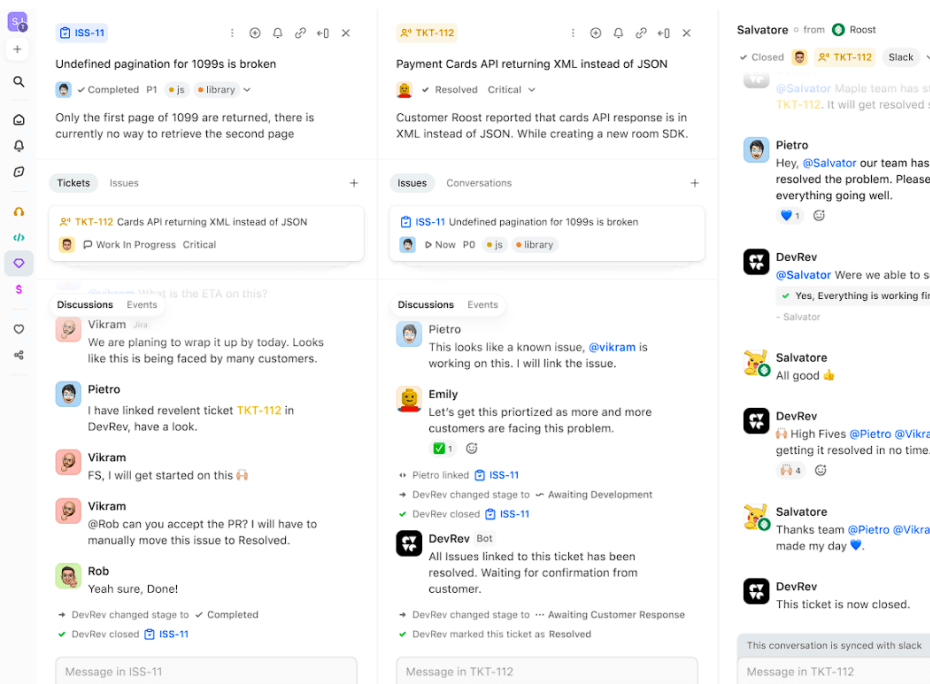 SJ
ISS-11
Undefined pagination for 1099s is broken
Completed P1 js library
Only the first page of 1099 are returned, there is
currently no way to retrieve the second page
Tickets Issues
TKT-112 Cards API returning XML instead of JSON
Work In Progress Critical
@vikram What is the ETA on this?
Discussions Events
Vikram Jira
We are planing to wrap it up by today. Looks
like this is being faced by many customers.
Pietro
I have linked revelent ticket TKT-112 in
DevRev, have a look.
Vikram
FS, I will get started on this 🙌🏻
Vikram
@Rob can you accept the PR? I will have to
manually move this issue to Resolved.
Rob
Yeah sure, Done!
DevRev changed stage to Completed
DevRev closed ISS-11
Message in ISS-11
TKT-112
Payment Cards API returning XML instead of JSON
Resolved Critical
Customer Roost reported that cards API response is in
XML instead of JSON. While creating a new room SDK.
Issues Conversations
ISS-11 Undefined pagination for 1099s is broken
Now P0 js library
Discussions Events
Pietro
This looks like a known issue, @vikram is
working on this. I will link the issue.
Emily
Let's get this priortized as more and more
customers are facing this problem.
✅ 1
Pietro linked ISS-11
DevRev changed stage to Awaiting Development
DevRev closed ISS-11
DevRev Bot
All Issues linked to this ticket has been
resolved. Waiting for confirmation from
customer.
DevRev changed stage to Awaiting Customer Response
DevRev marked this ticket as Resolved
Message in TKT-112
Salvatore from Roost
Closed TKT-112 Slack
@Salvatore Maple team has
TKT-112. It will get resolved
Pietro
Hey, @Salvator our team has
resolved the problem. Please
everything going well.
💙 1
DevRev
@Salvator Were we able to
Yes, Everything is working
- Salvator
Salvatore
All good 👍
DevRev
🙌🏻 High Fives @Pietro @Vikra
getting it resolved in no time.
🙌🏻 4
Salvatore
Thanks team @Pietro @Vikra
made my day 💙.
DevRev
This ticket is now closed.
This conversation is synced with slack
Message in TKT-112